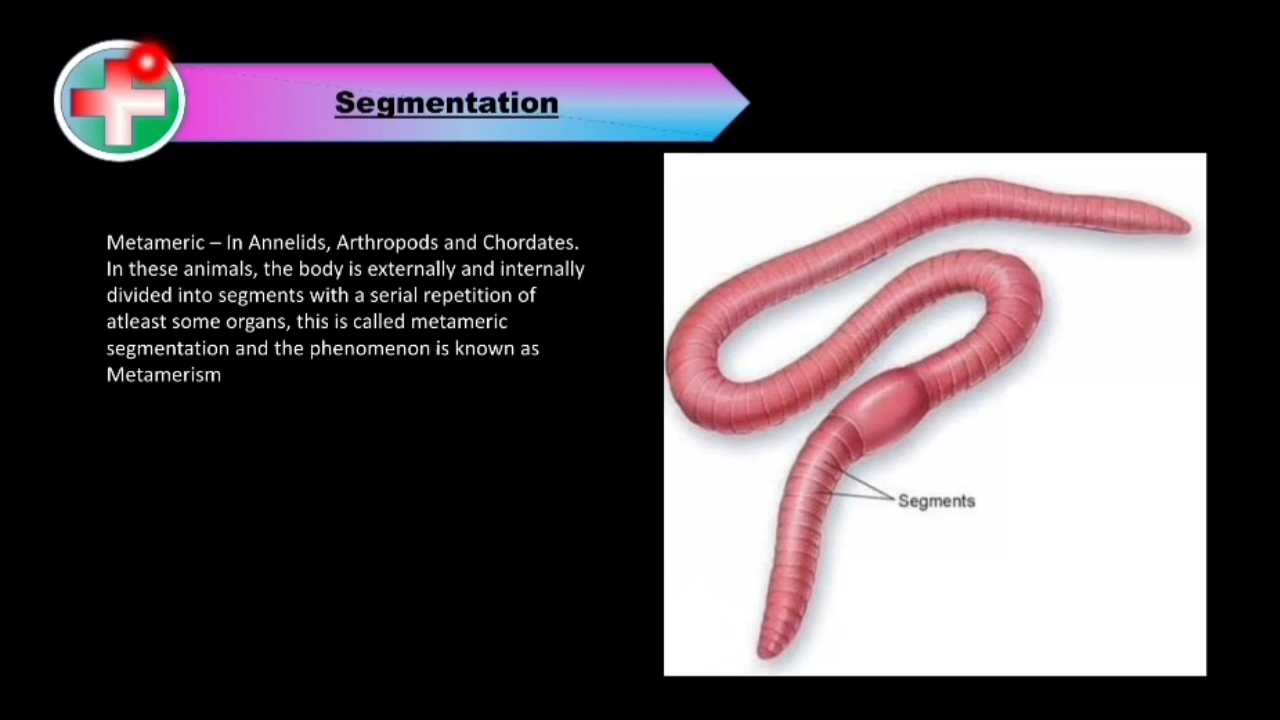 Segmentation
Metameric – In Annelids, Arthropods and Chordates.
In these animals, the body is externally and internally
divided into segments with a serial repetition of
atleast some organs, this is called metameric
segmentation and the phenomenon is known as
Metamerism
Segments